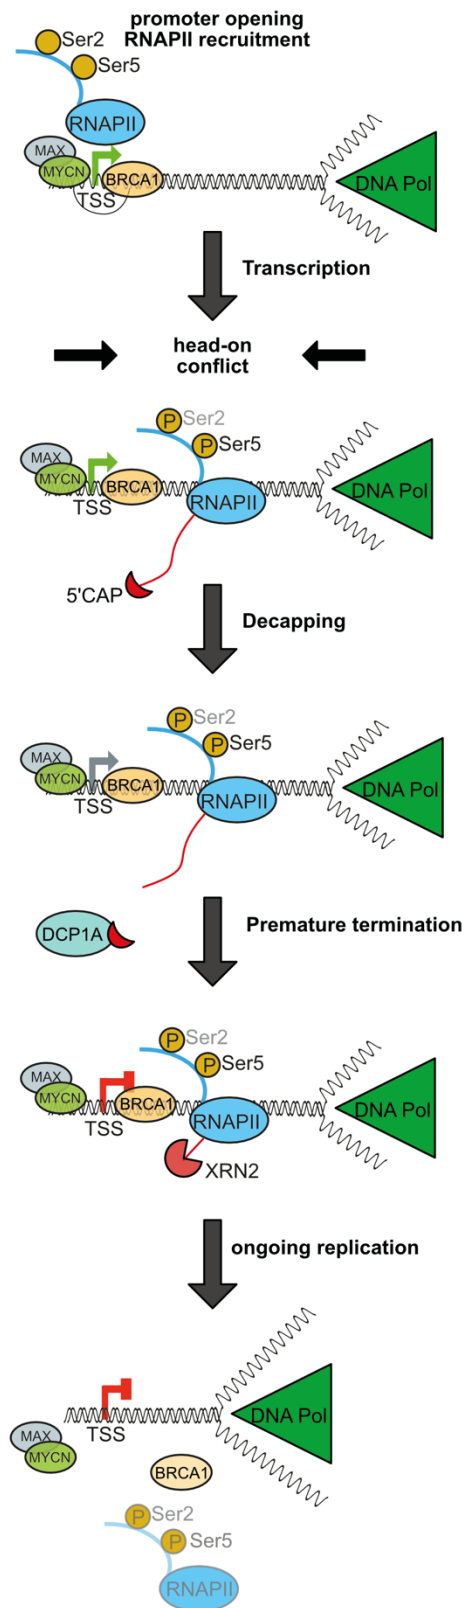 promoter opening
RNAPII recruitment
Ser2
Ser5
RNAPII
MAX
MYCN
BRCA1
TSS
DNA Pol
Transcription
head-on
conflict
P Ser2
P Ser5
MAX
MYCN
BRCA1
RNAPII
TSS
DNA Pol
5'CAP
Decapping
P Ser2
P Ser5
MAX
MYCN
BRCA1
RNAPII
TSS
DNA Pol
DCP1A
Premature termination
P Ser2
P Ser5
MAX
MYCN
BRCA1
RNAPII
TSS
DNA Pol
XRN2
ongoing replication
DNA Pol
TSS
MAX
MYCN
BRCA1
P Ser2
P Ser5
RNAPII